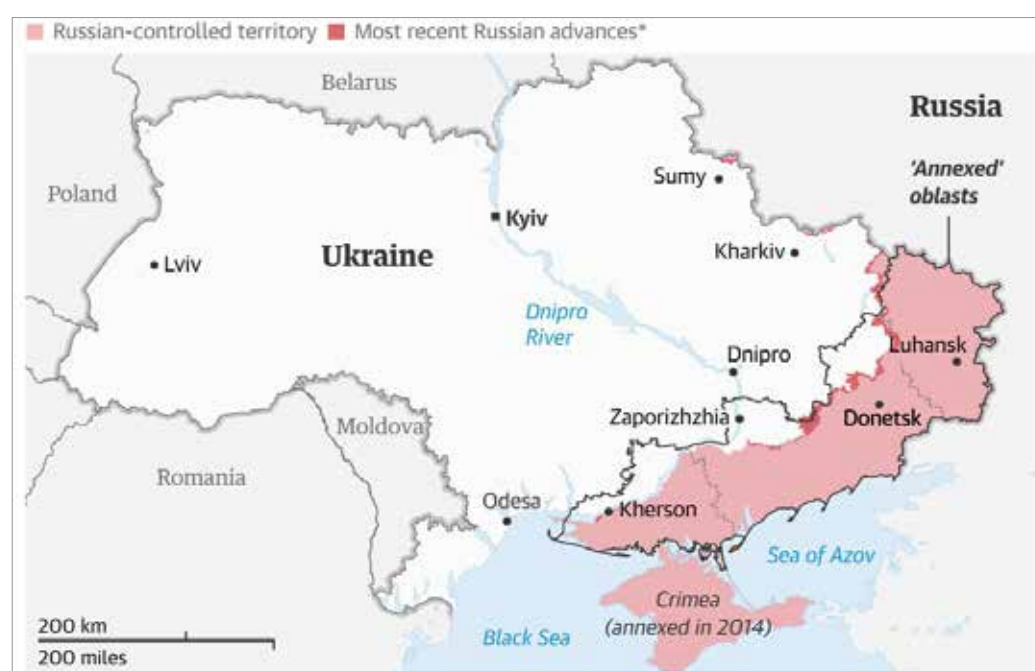 Russian-controlled territory Most recent Russian advances*
Belarus
Russia
Poland
Sumy
'Annexed'
oblasts
Kyiv
Kharkiv
Lviv
Ukraine
Dnipro
River
Dnipro
Luhansk
Zaporizhzhia
Donetsk
Moldova
Romania
Odesa
Kherson
Sea of Azov
Crimea
(annexed in 2014)
Black Sea
200 km
200 miles